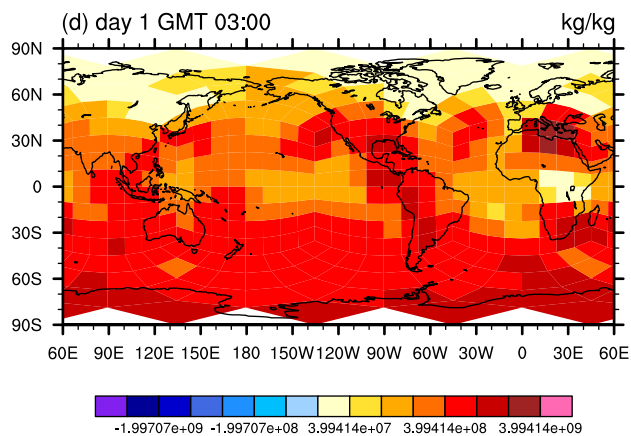 (d) day 1 GMT 03:00 kg/kg
90N
60N
30N
0
30S
60S
90S
60E 90E 120E 150E 180 150W 120W 90W 60W 30W 0 30E 60E
-1.99707e+09 -1.99707e+08 3.99414e+07 3.99414e+08 3.99414e+09